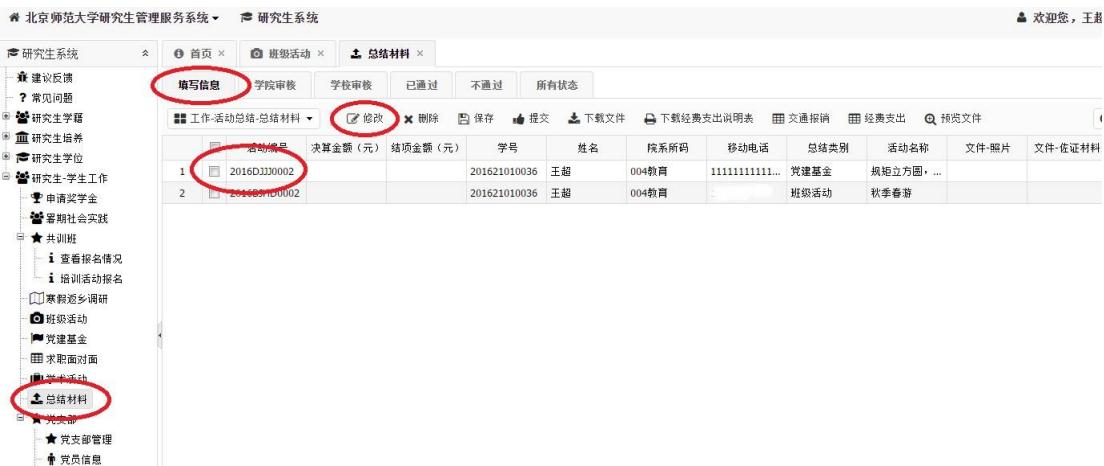 北京师范大学研究生管理服务系统 研究生系统 欢迎您，王超
研究生系统 首页 × 班级活动 × 总结材料 ×
建议反馈
常见问题
研究生学籍
研究生培养
研究生学位
研究生-学生工作
申请奖学金
暑期社会实践
共训班
查看报名情况
培训活动报名
寒假返乡调研
班级活动
党建基金
求职面对面
学术活动
总结材料
党支部
党支部管理
党员信息
填写信息 学院审核 学校审核 已通过 不通过 所有状态
工作-活动总结-总结材料 修改 删除 保存 提交 下载文件 下载经费支出说明表 交通报销 经费支出 预览文件
活动编号 决算金额（元） 结项金额（元） 学号 姓名 院系所码 移动电话 总结类别 活动名称 文件-照片 文件-佐证材料
1 2016DJJJ0002 201621010036 王超 004教育 11111111111... 党建基金 规矩立方圆，...
2 2016BJHD0002 201621010036 王超 004教育 班级活动 秋季春游